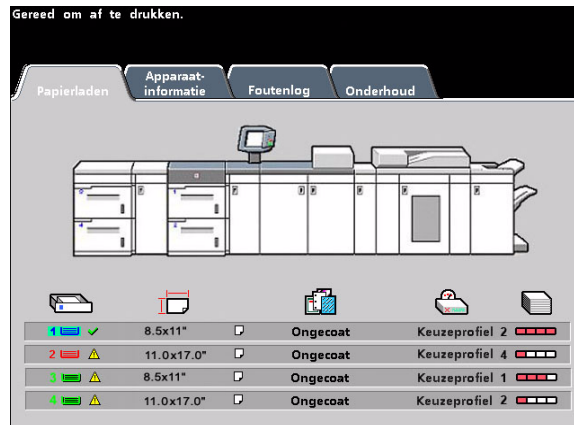 Gereed om af te drukken.
Papierladen
Apparaat-
informatie
Foutenlog
Onderhoud
1 8.5x11" Ongecoat Keuzeprofiel 2
2 11.0x17.0" Ongecoat Keuzeprofiel 4
3 8.5x11" Ongecoat Keuzeprofiel 1
4 11.0x17.0" Ongecoat Keuzeprofiel 2